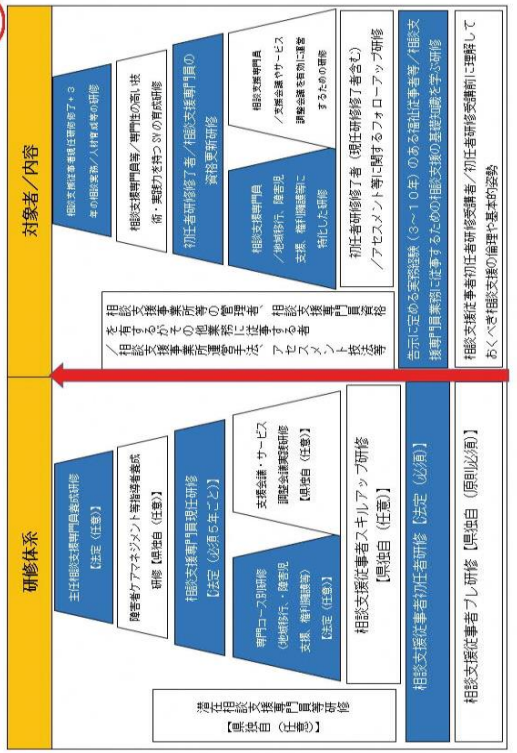 研修体系
主任相談支援専門員養成研修
【法定（任意）】
障害者ケアマネジメント等指導者養成
研修【県独自（任意）】
相談支援専門員現任研修
【法定（必須５年ごと）】
専門コース別研修
（地域移行、・障害児
支援、権利擁護等）
【法定（任意）】
支援会議・サービス
調整会議実践研修
【県独自（任意）】
相談支援従事者スキルアップ研修
【県独自（任意）】
相談支援従事者初任者研修【法定（必須）】
相談支援従事者プレ研修【県独自（原則必須）】
潜在相談支援専門員等研修
【県独自（任意）】
対象者／内容
相談支援従事者現任研修修了＋３
年の相談実務／人材育成等の研修
相談支援専門員等／専門性の高い技
術・実践力を持つSVの育成研修
初任者研修修了者／相談支援専門員の
資格更新研修
相談支援専門員
／地域移行、障害児
支援、権利擁護等に
特化した研修
相談支援専門員
／支援会議やサービス
調整会議を有効に運営
するための研修
初任者研修修了者（現任研修修了者含む）
／アセスメント等に関するフォローアップ研修
告示に定める実務経験（３～１０年）のある福祉従事者等／相談支
援専門員業務に従事するための相談支援の基礎知識を学ぶ研修
相談支援従事者初任者研修受講者／初任者研修受講前に理解して
おくべき相談支援の倫理や基本的姿勢
相談支援事業所等の管理者、相談支援専門員資格
を有するがその他業務に従事する者
／相談支援事業所運営手法、アセスメント技法等